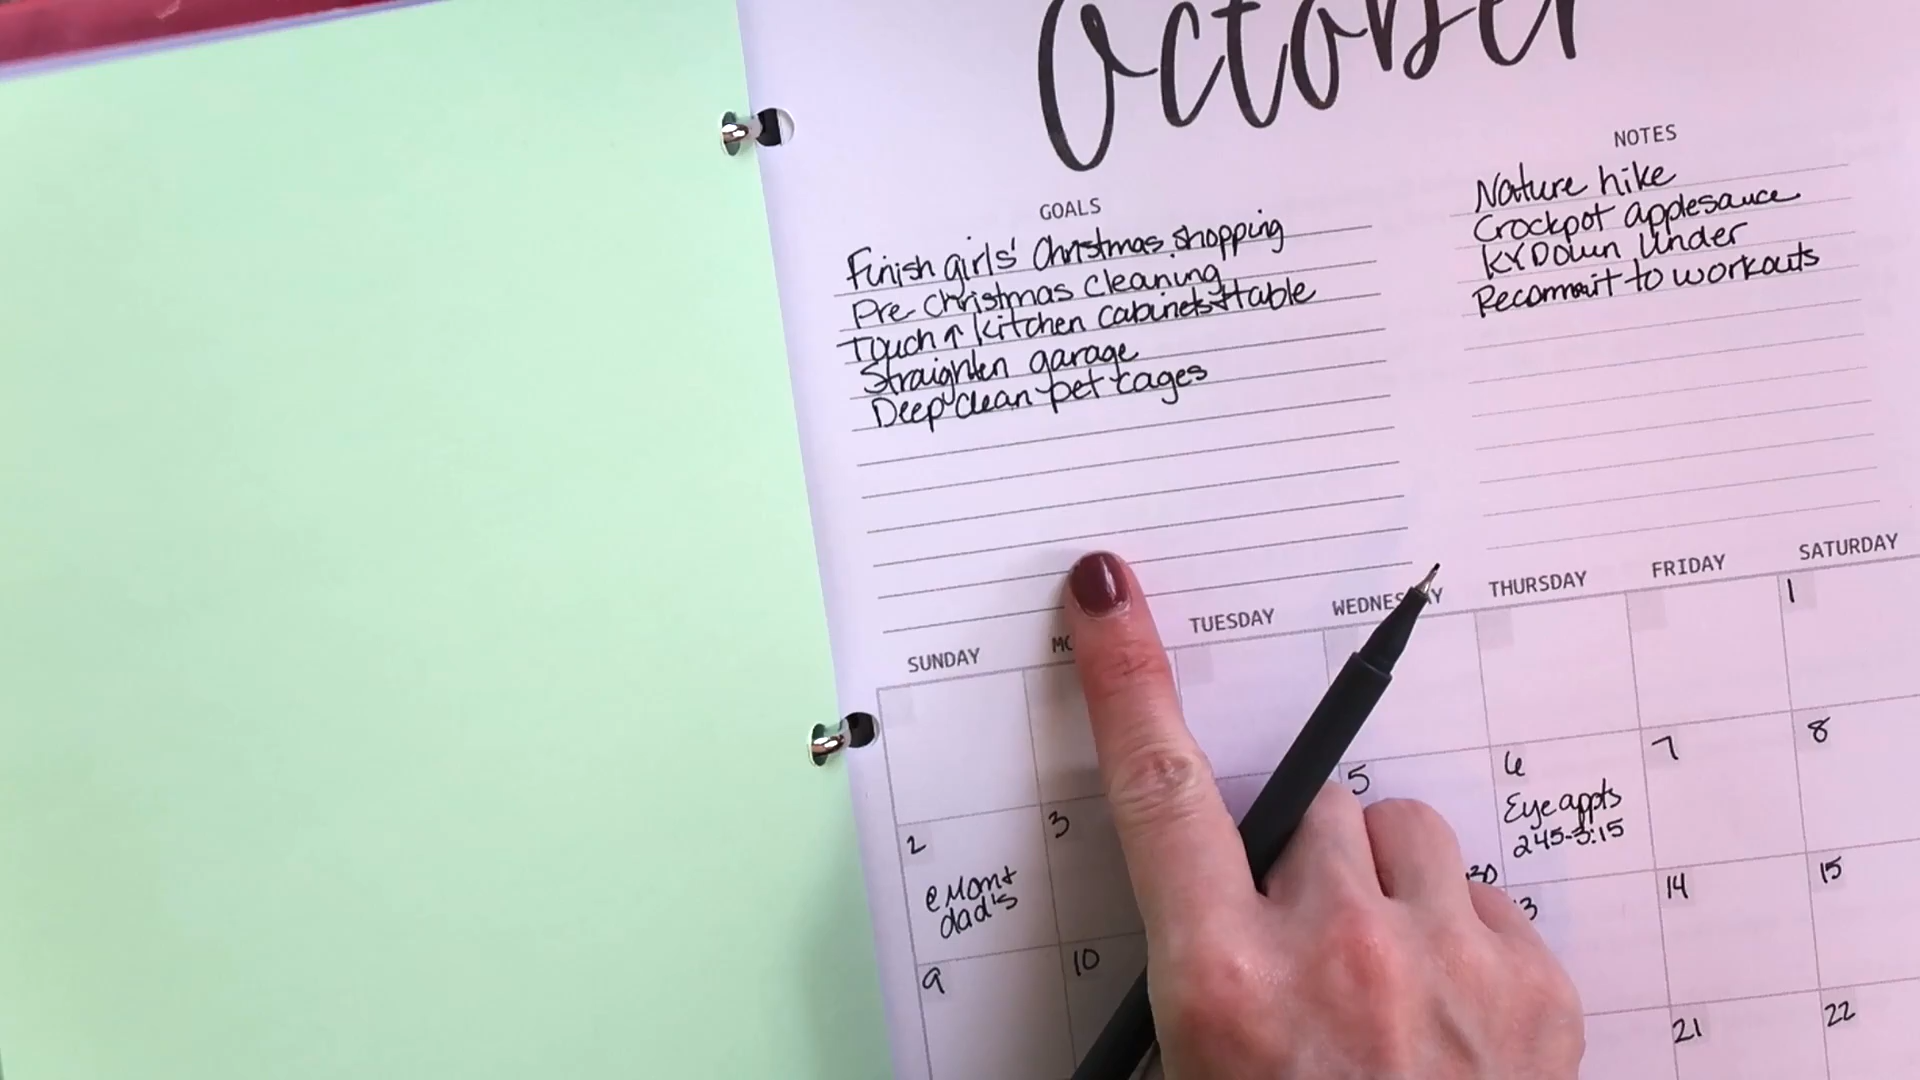 October
GOALS
Finish girls' Christmas shopping
Pre Christmas cleaning
Touch ↑ kitchen cabinets + table
Straighten garage
Deep clean pet cages
NOTES
Nature hike
Crockpot applesauce
KY Down Under
Recommit to workouts
SUNDAY TUESDAY WEDNESDAY THURSDAY FRIDAY SATURDAY
1
2 3 5 6 7 8
@ Mom +
dad's
Eye appts
245-3:15
9 10 14 15
21 22